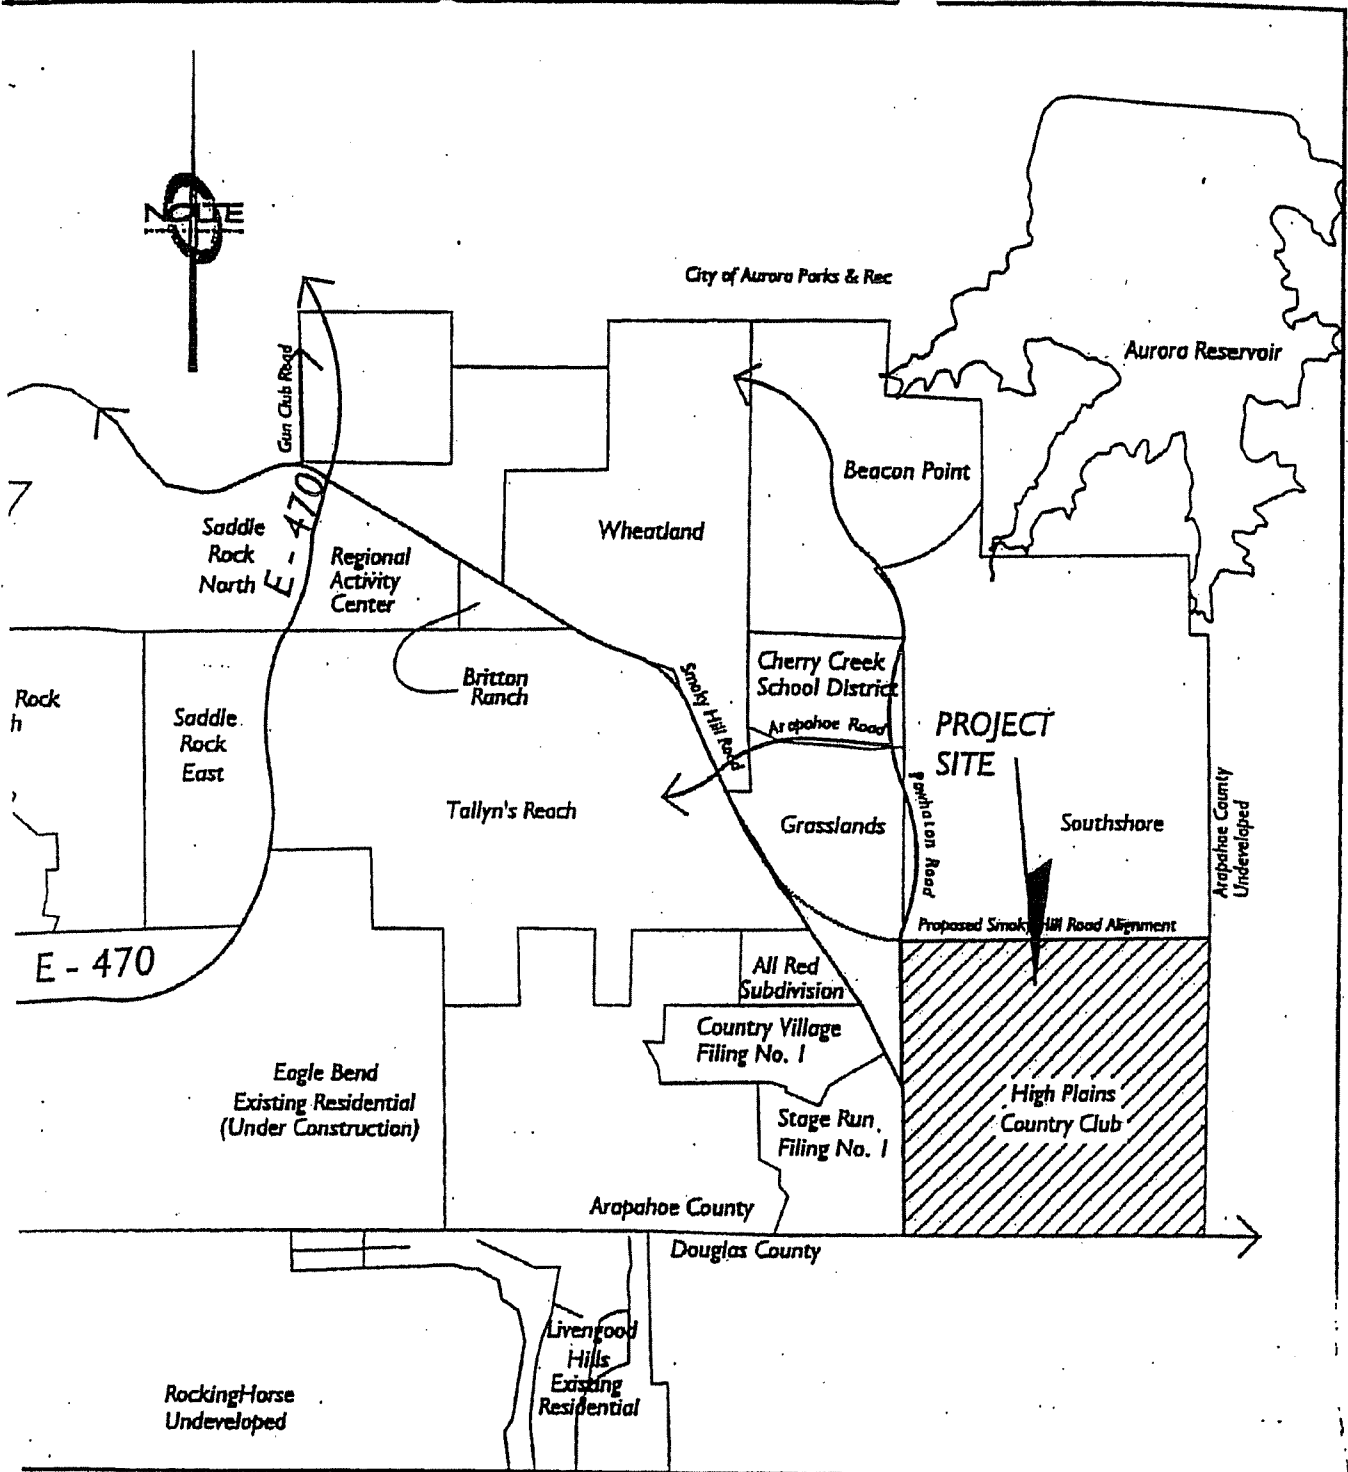 NOLTE
City of Aurora Parks & Rec
Aurora Reservoir
Gun Club Road
Beacon Point
E - 470
Saddle
Rock
North
Regional
Activity
Center
Wheatland
Britton
Ranch
Rock
h
Saddle
Rock
East
Smoky Hill Road
Cherry Creek
School District
Arapahoe Road
PROJECT
SITE
Tallyn's Reach
Grasslands
Powhaton Road
Southshore
Arapahoe County
Undeveloped
Proposed Smoky Hill Road Alignment
E - 470
All Red
Subdivision
Country Village
Filing No. 1
Eagle Bend
Existing Residential
(Under Construction)
High Plains
Country Club
Stage Run
Filing No. 1
Arapahoe County
Douglas County
Livengood
Hills
Existing
Residential
RockingHorse
Undeveloped